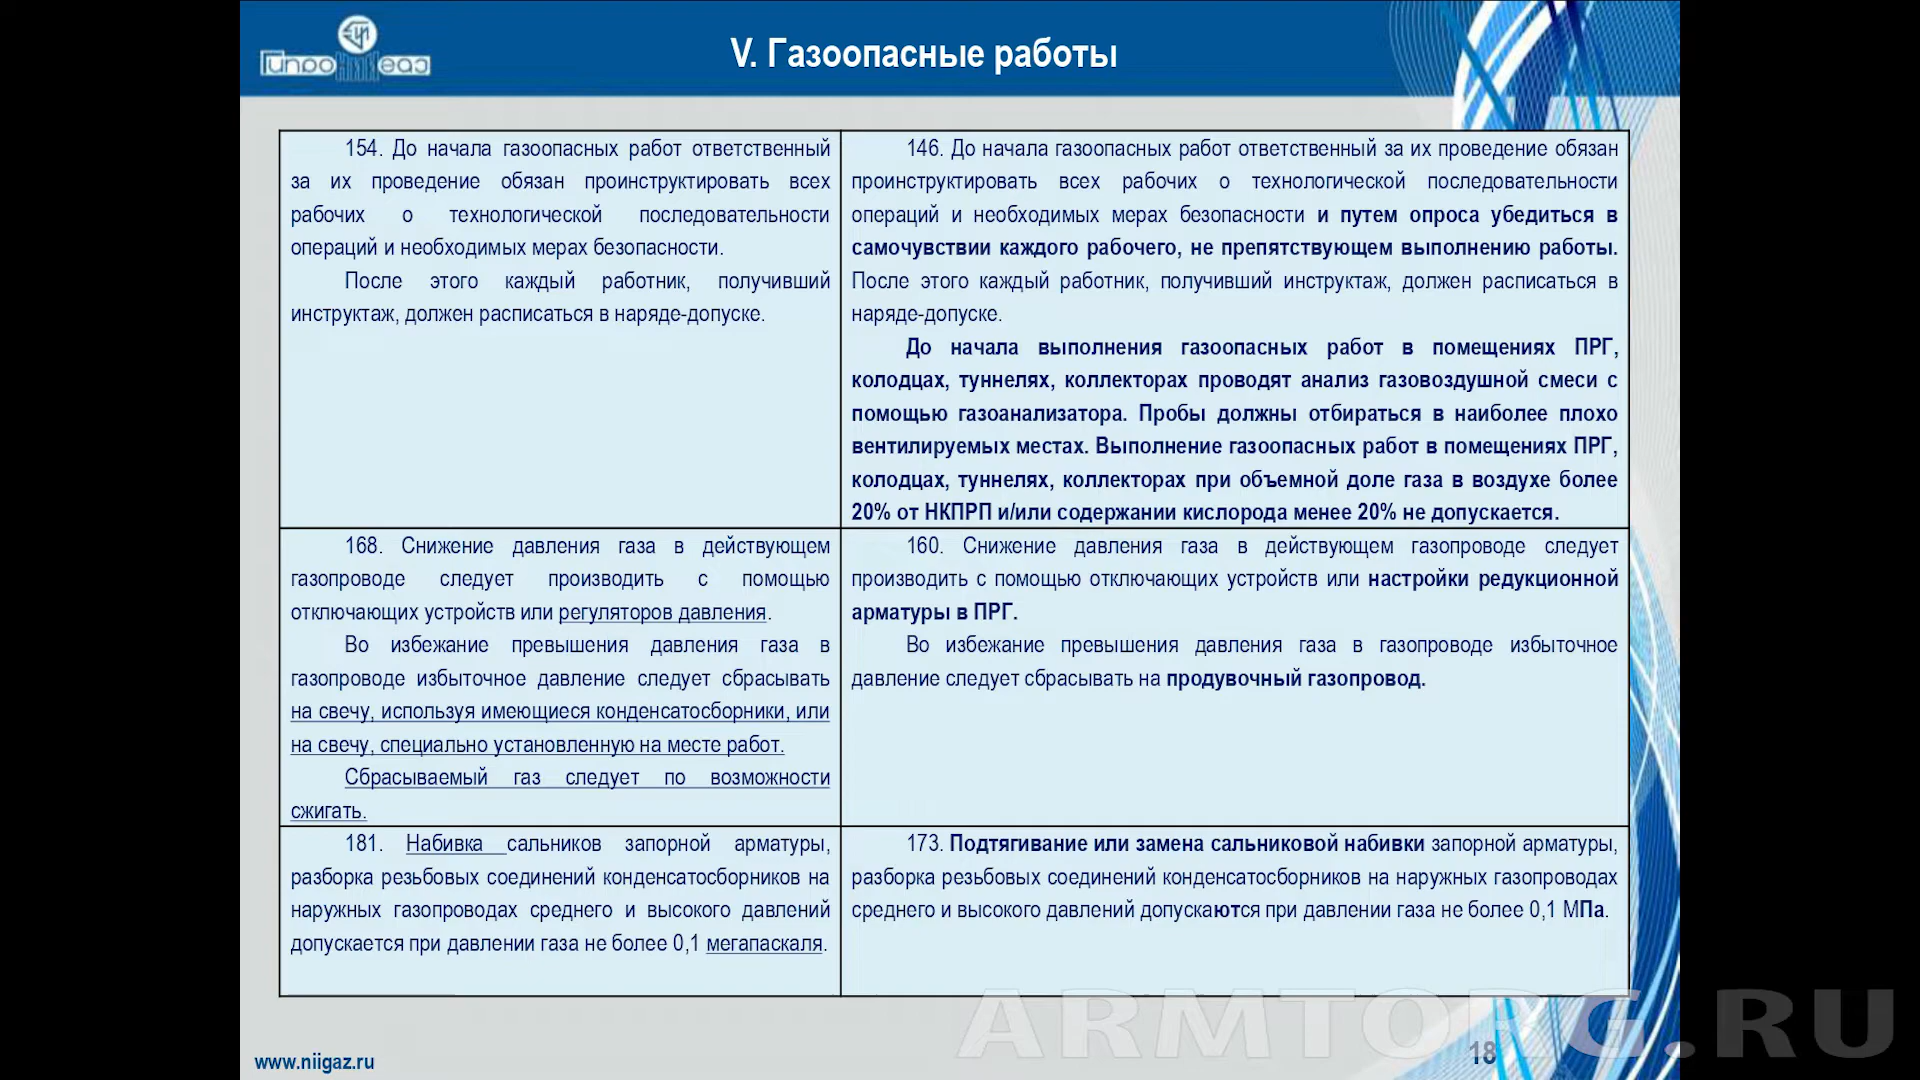 ГипроНИИгаз
V. Газоопасные работы
154. До начала газоопасных работ ответственный
за их проведение обязан проинструктировать всех
рабочих о технологической последовательности
операций и необходимых мерах безопасности.
После этого каждый работник, получивший
инструктаж, должен расписаться в наряде-допуске.
146. До начала газоопасных работ ответственный за их проведение обязан
проинструктировать всех рабочих о технологической последовательности
операций и необходимых мерах безопасности и путем опроса убедиться в
самочувствии каждого рабочего, не препятствующем выполнению работы.
После этого каждый работник, получивший инструктаж, должен расписаться в
наряде-допуске.
До начала выполнения газоопасных работ в помещениях ПРГ,
колодцах, туннелях, коллекторах проводят анализ газовоздушной смеси с
помощью газоанализатора. Пробы должны отбираться в наиболее плохо
вентилируемых местах. Выполнение газоопасных работ в помещениях ПРГ,
колодцах, туннелях, коллекторах при объемной доле газа в воздухе более
20% от НКПРП и/или содержании кислорода менее 20% не допускается.
168. Снижение давления газа в действующем
газопроводе следует производить с помощью
отключающих устройств или регуляторов давления.
Во избежание превышения давления газа в
газопроводе избыточное давление следует сбрасывать
на свечу, используя имеющиеся конденсатосборники, или
на свечу, специально установленную на месте работ.
Сбрасываемый газ следует по возможности
сжигать.
160. Снижение давления газа в действующем газопроводе следует
производить с помощью отключающих устройств или настройки редукционной
арматуры в ПРГ.
Во избежание превышения давления газа в газопроводе избыточное
давление следует сбрасывать на продувочный газопровод.
181. Набивка сальников запорной арматуры,
разборка резьбовых соединений конденсатосборников на
наружных газопроводах среднего и высокого давлений
допускается при давлении газа не более 0,1 мегапаскаля.
173. Подтягивание или замена сальниковой набивки запорной арматуры,
разборка резьбовых соединений конденсатосборников на наружных газопроводах
среднего и высокого давлений допускаются при давлении газа не более 0,1 МПа.
ARMTORG.RU
18
www.niigaz.ru